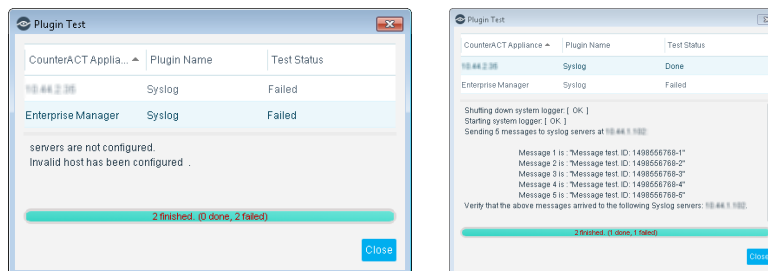 Plugin Test
CounterACT Applia... Plugin Name Test Status
Syslog Failed
Enterprise Manager Syslog Failed
servers are not configured.
Invalid host has been configured .
2 finished. (0 done, 2 failed)
Close
Plugin Test
CounterACT Appliance Plugin Name Test Status
Syslog Done
Enterprise Manager Syslog Failed
Shutting down system logger: [ OK ]
Starting system logger: [ OK ]
Sending 5 messages to syslog servers at
Message 1 is : "Message test. ID: 1498556768-1"
Message 2 is : "Message test. ID: 1498556768-2"
Message 3 is : "Message test. ID: 1498556768-3"
Message 4 is : "Message test. ID: 1498556768-4"
Message 5 is : "Message test. ID: 1498556768-5"
Verify that the above messages arrived to the following Syslog servers:
2 finished. (1 done, 1 failed)
Close